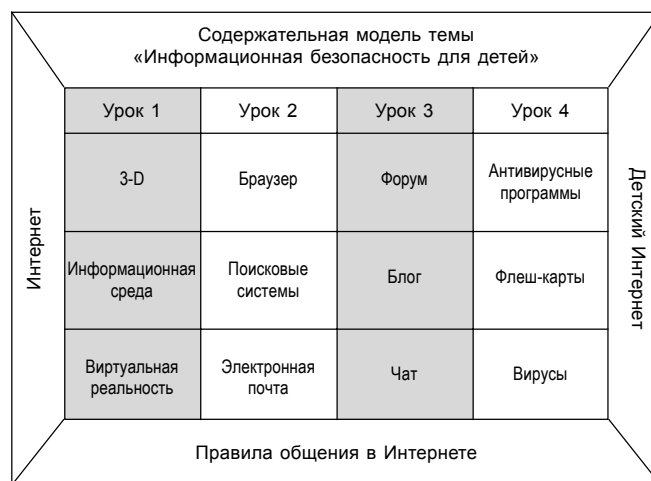 Содержательная модель темы
«Информационная безопасность для детей»
Интернет
Урок 1
Урок 2
Урок 3
Урок 4
3-D
Браузер
Форум
Антивирусные
программы
Информационная
среда
Поисковые
системы
Блог
Флеш-карты
Виртуальная
реальность
Электронная
почта
Чат
Вирусы
Детский Интернет
Правила общения в Интернете